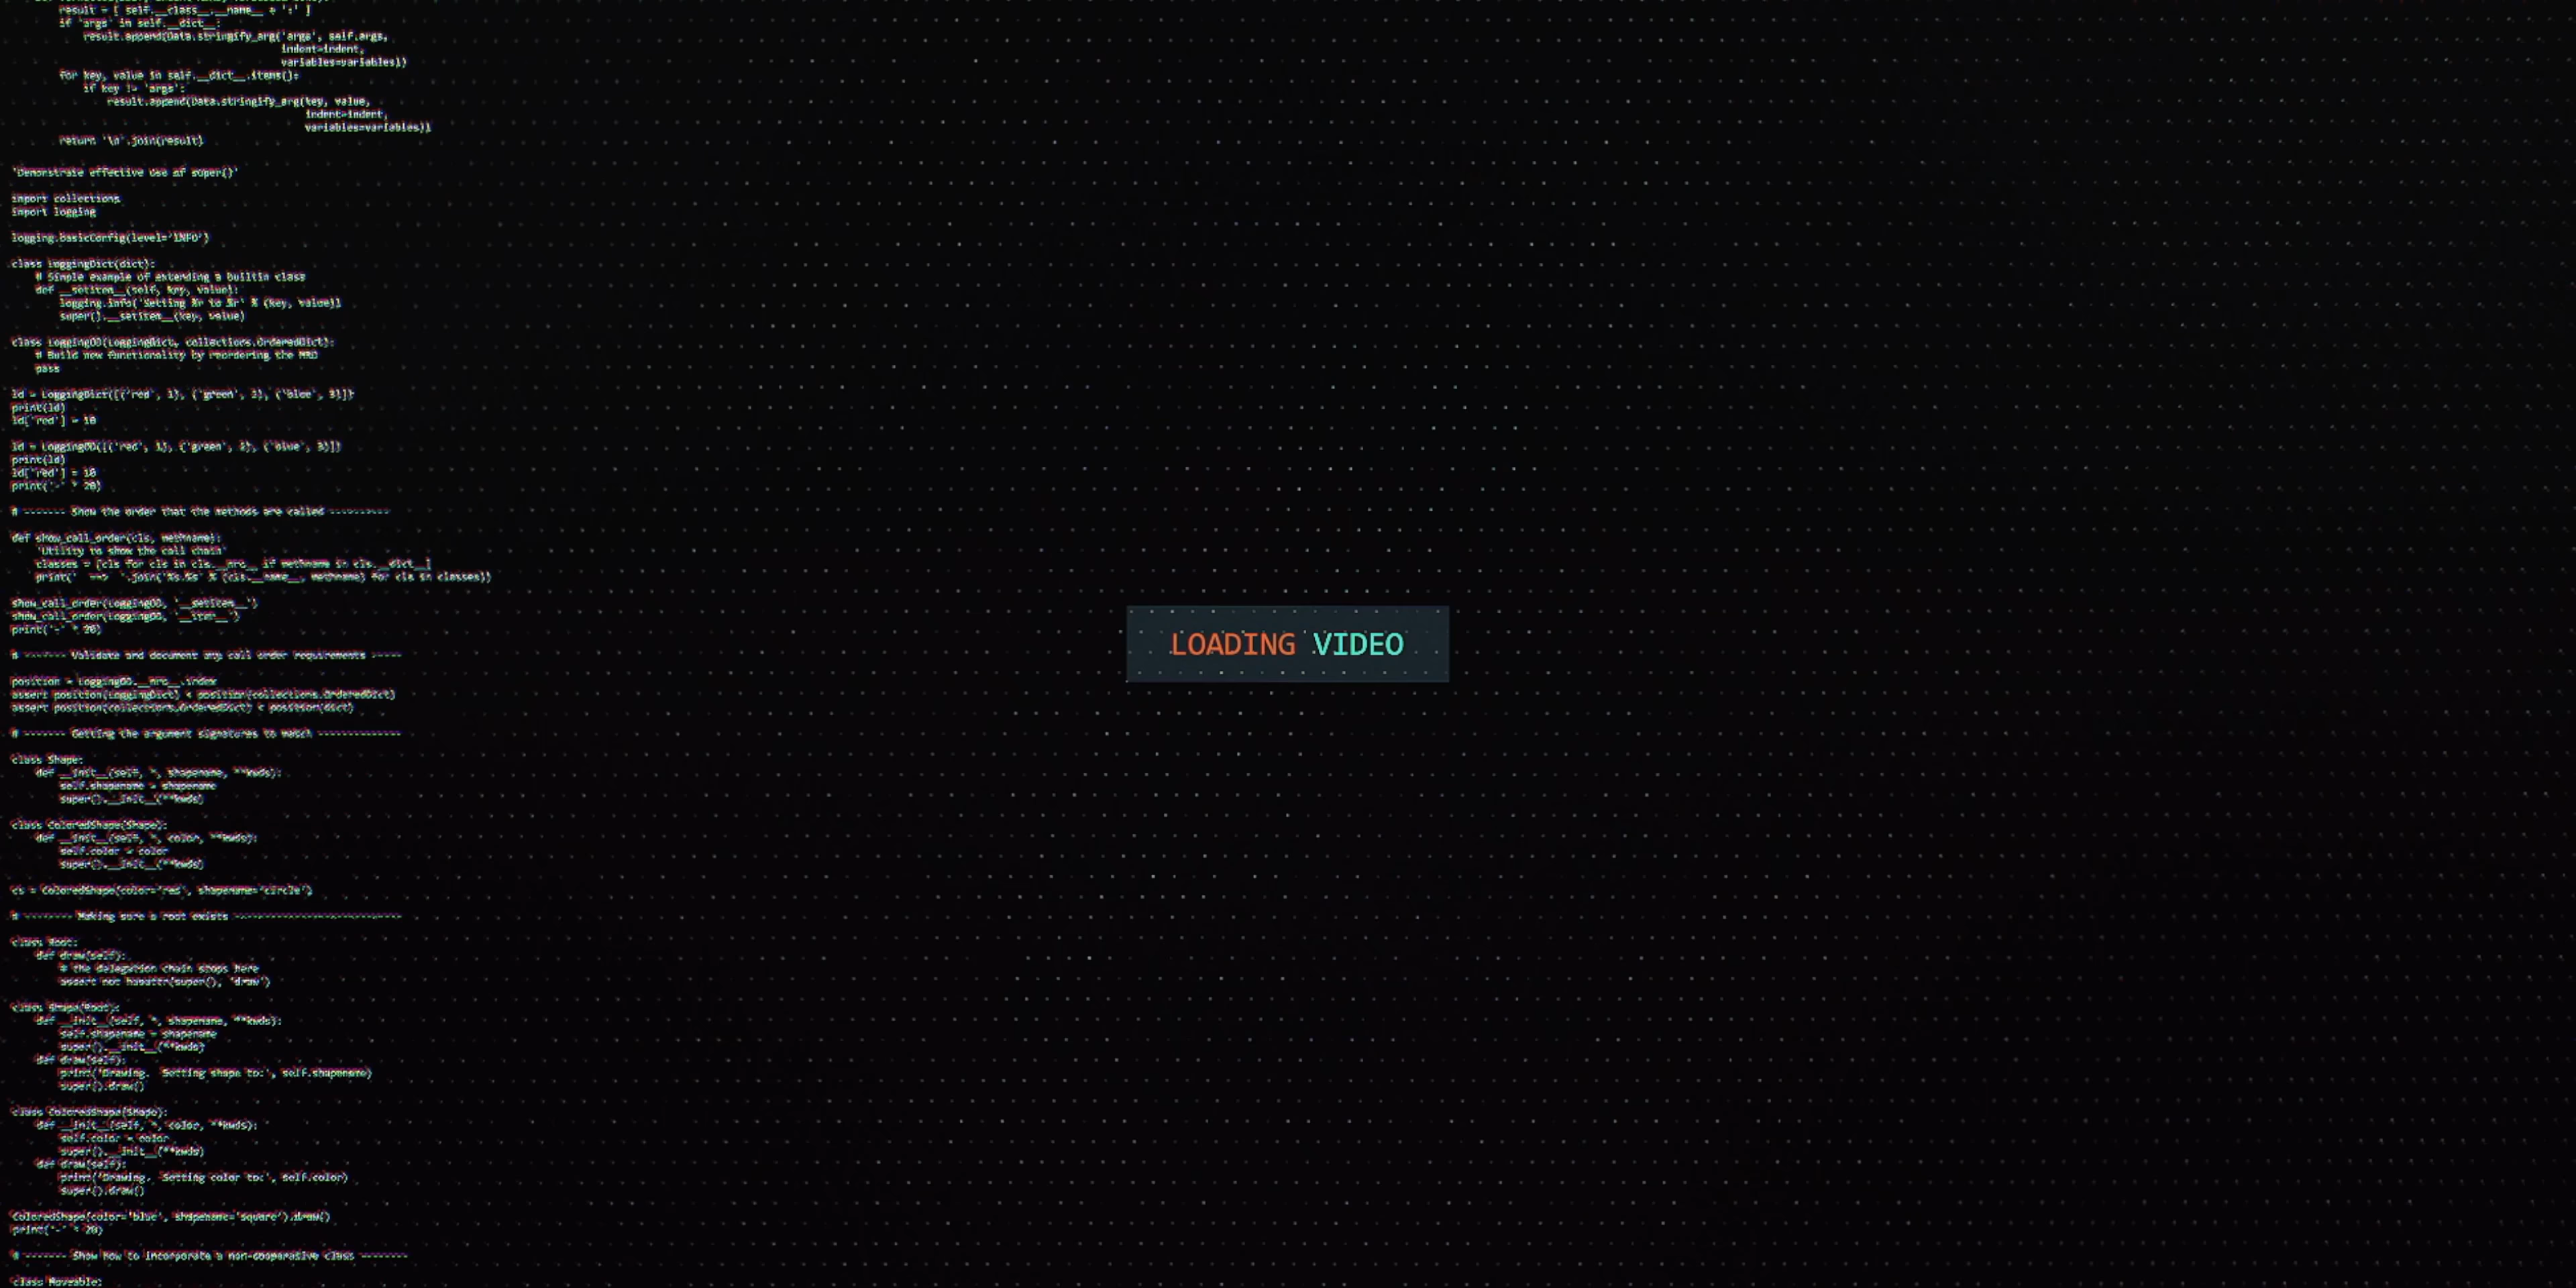 result = [ self.__class__.__name__ + ':' ]
if 'args' in self.__dict__:
result.append(Data.stringify_arg('args', self.args,
indent=indent,
variables=variables))
for key, value in self.__dict__.items():
if key != 'args':
result.append(Data.stringify_arg(key, value,
indent=indent,
variables=variables))
return '\n'.join(result)
'Demonstrate effective use of super()'
import collections
import logging
logging.basicConfig(level='INFO')
class LoggingDict(dict):
# Simple example of extending a builtin class
def __setitem__(self, key, value):
logging.info('Setting %r to %r' % (key, value))
super().__setitem__(key, value)
class LoggingOD(LoggingDict, collections.OrderedDict):
# Build new functionality by reordering the MRO
pass
ld = LoggingDict([('red', 1), ('green', 2), ('blue', 3)])
print(ld)
ld['red'] = 10
ld = LoggingOD([('red', 1), ('green', 2), ('blue', 3)])
print(ld)
ld['red'] = 10
print('-' * 20)
# ------- Show the order that the methods are called ----------
def show_call_order(cls, methname):
'Utility to show the call chain'
classes = [cls for cls in cls.__mro__ if methname in cls.__dict__]
print(' ==> '.join('%s.%s' % (cls.__name__, methname) for cls in classes))
show_call_order(LoggingOD, '__setitem__')
show_call_order(LoggingOD, '__iter__')
print('-' * 20)
# ------- Validate and document any call order requirements -----
position = LoggingOD.__mro__.index
assert position(LoggingDict) < position(collections.OrderedDict)
assert position(collections.OrderedDict) < position(dict)
# ------- Getting the argument signatures to match --------------
class Shape:
def __init__(self, *, shapename, **kwds):
self.shapename = shapename
super().__init__(**kwds)
class ColoredShape(Shape):
def __init__(self, *, color, **kwds):
self.color = color
super().__init__(**kwds)
cs = ColoredShape(color='red', shapename='circle')
# -------- Making sure a root exists ----------------------------
class Root:
def draw(self):
# the delegation chain stops here
assert not hasattr(super(), 'draw')
class Shape(Root):
def __init__(self, *, shapename, **kwds):
self.shapename = shapename
super().__init__(**kwds)
def draw(self):
print('Drawing. Setting shape to:', self.shapename)
super().draw()
class ColoredShape(Shape):
def __init__(self, *, color, **kwds):
self.color = color
super().__init__(**kwds)
def draw(self):
print('Drawing. Setting color to:', self.color)
super().draw()
ColoredShape(color='blue', shapename='square').draw()
print('-' * 20)
# ------- Show how to incorporate a non-cooperative class --------
class Moveable:
LOADING VIDEO